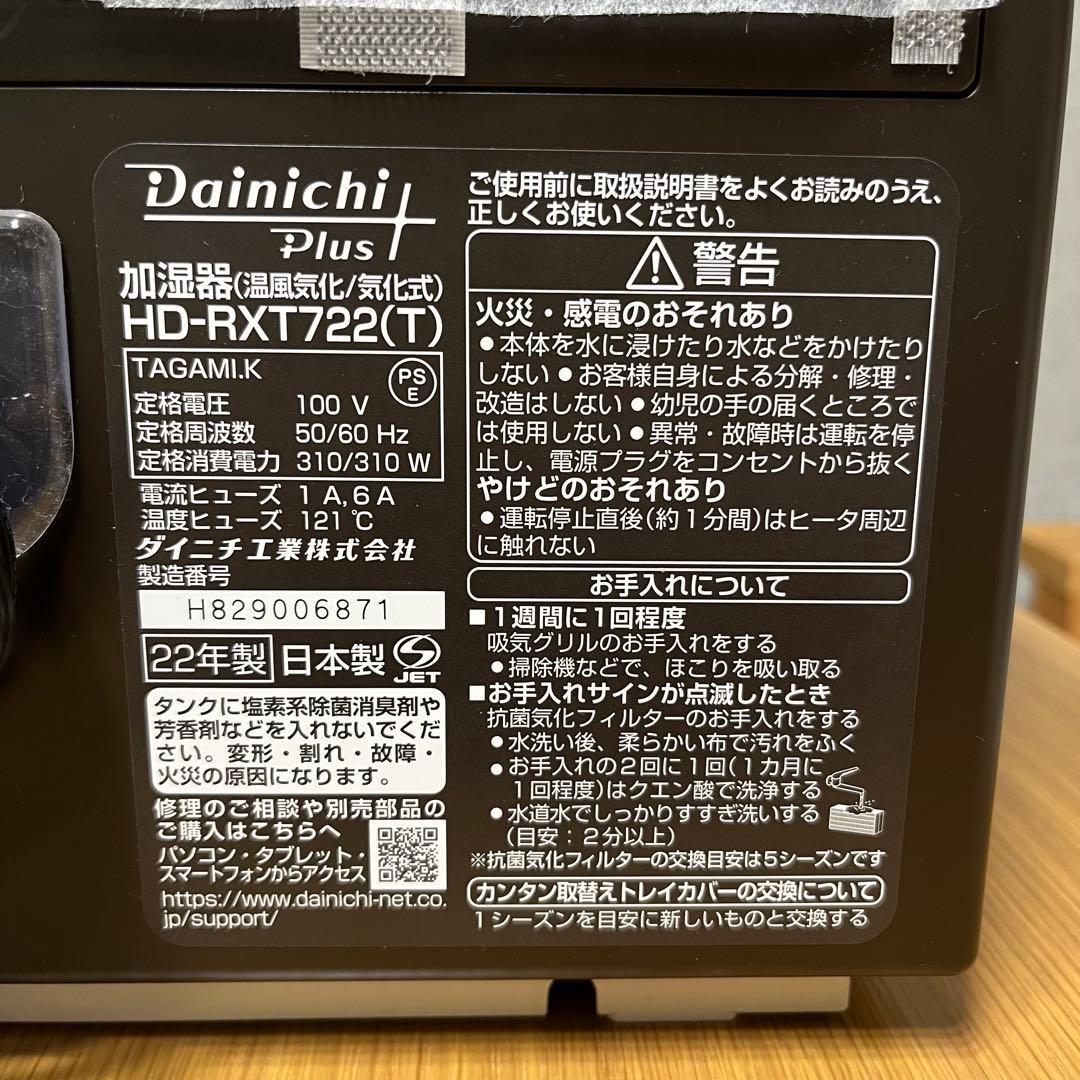 Dainichi
Plus
加湿器(温風気化/気化式)
HD-RXT722(T)
TAGAMI.K
PS
E
定格電圧 100 V
定格周波数 50/60 Hz
定格消費電力 310/310 W
電流ヒューズ 1 A,6 A
温度ヒューズ 121 ℃
ダイニチ工業株式会社
製造番号
H829006871
22年製 日本製
JET
タンクに塩素系除菌消臭剤や
芳香剤などを入れないでくだ
さい。変形・割れ・故障・
火災の原因になります。
修理のご相談や別売部品の
ご購入はこちらへ
パソコン・タブレット・
スマートフォンからアクセス
https://www.dainichi-net.co.
jp/support/
ご使用前に取扱説明書をよくお読みのうえ、
正しくお使いください。
警告
火災・感電のおそれあり
●本体を水に浸けたり水などをかけたり
しない●お客様自身による分解・修理・
改造はしない●幼児の手の届くところで
は使用しない●異常・故障時は運転を停
止し、電源プラグをコンセントから抜く
やけどのおそれあり
●運転停止直後(約1分間)はヒータ周辺
に触れない
お手入れについて
■1週間に1回程度
吸気グリルのお手入れをする
●掃除機などで、ほこりを吸い取る
■お手入れサインが点滅したとき
抗菌気化フィルターのお手入れをする
●水洗い後、柔らかい布で汚れをふく
●お手入れの2回に1回(1カ月に
1回程度)はクエン酸で洗浄する
●水道水でしっかりすすぎ洗いする
(目安:2分以上)
※抗菌気化フィルターの交換目安は5シーズンです
カンタン取替えトレイカバーの交換について
1シーズンを目安に新しいものと交換する